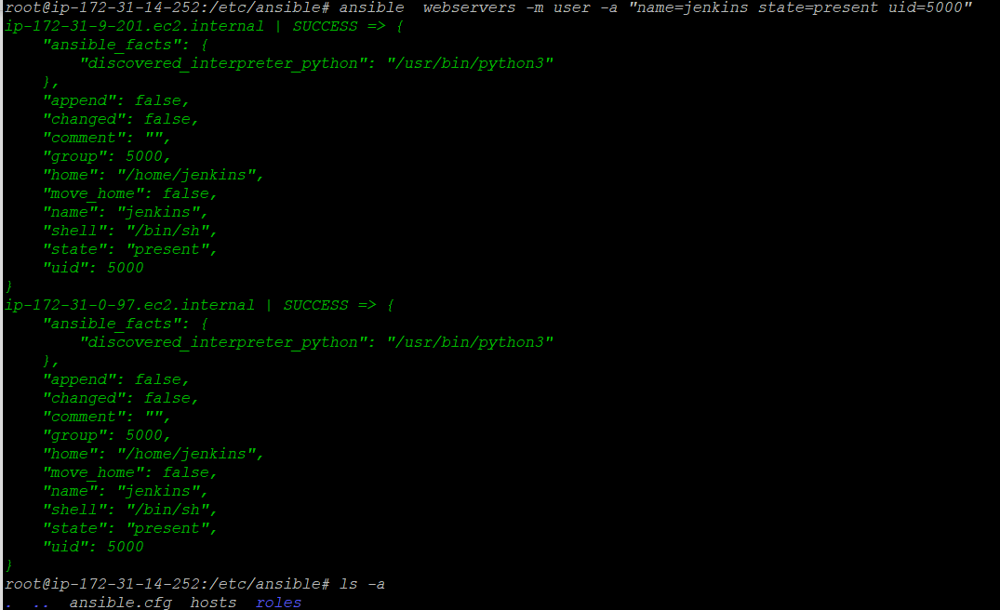 root@ip-172-31-14-252:/etc/ansible# ansible  webservers -m user -a "name=jenkins state=present uid=5000"
ip-172-31-9-201.ec2.internal | SUCCESS => {
    "ansible_facts": {
        "discovered_interpreter_python": "/usr/bin/python3"
    },
    "append": false,
    "changed": false,
    "comment": "",
    "group": 5000,
    "home": "/home/jenkins",
    "move_home": false,
    "name": "jenkins",
    "shell": "/bin/sh",
    "state": "present",
    "uid": 5000
}
ip-172-31-0-97.ec2.internal | SUCCESS => {
    "ansible_facts": {
        "discovered_interpreter_python": "/usr/bin/python3"
    },
    "append": false,
    "changed": false,
    "comment": "",
    "group": 5000,
    "home": "/home/jenkins",
    "move_home": false,
    "name": "jenkins",
    "shell": "/bin/sh",
    "state": "present",
    "uid": 5000
}
root@ip-172-31-14-252:/etc/ansible# ls -a
.  ..  ansible.cfg  hosts  roles